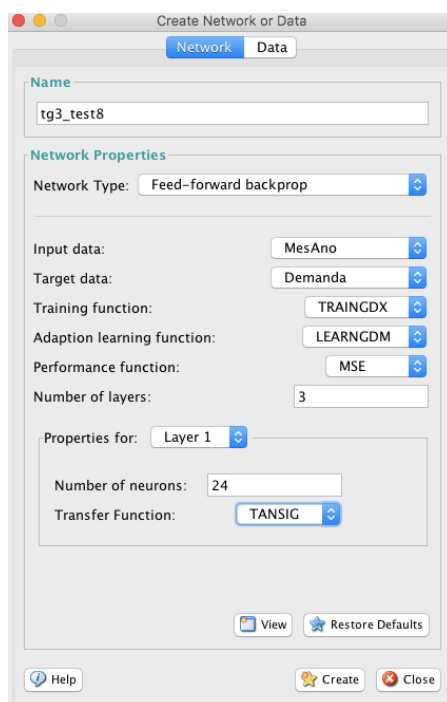 Create Network or Data
Network Data
Name
tg3_test8
Network Properties
Network Type: Feed-forward backprop
Input data: MesAno
Target data: Demanda
Training function: TRAINGDX
Adaption learning function: LEARNGDM
Performance function: MSE
Number of layers: 3
Properties for: Layer 1
Number of neurons: 24
Transfer Function: TANSIG
View Restore Defaults
Help Create Close